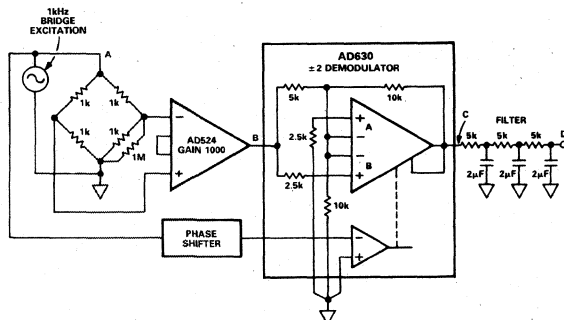 1kHz
BRIDGE
EXCITATION
A
1k
1k
1k
1k
1M
−
+
AD524
GAIN 1000
B
PHASE
SHIFTER
AD630
±2 DEMODULATOR
5k
10k
2.5k
+
A
−
−
B
+
2.5k
10k
−
+
C
FILTER
5k
5k
5k
D
2μF
2μF
2μF